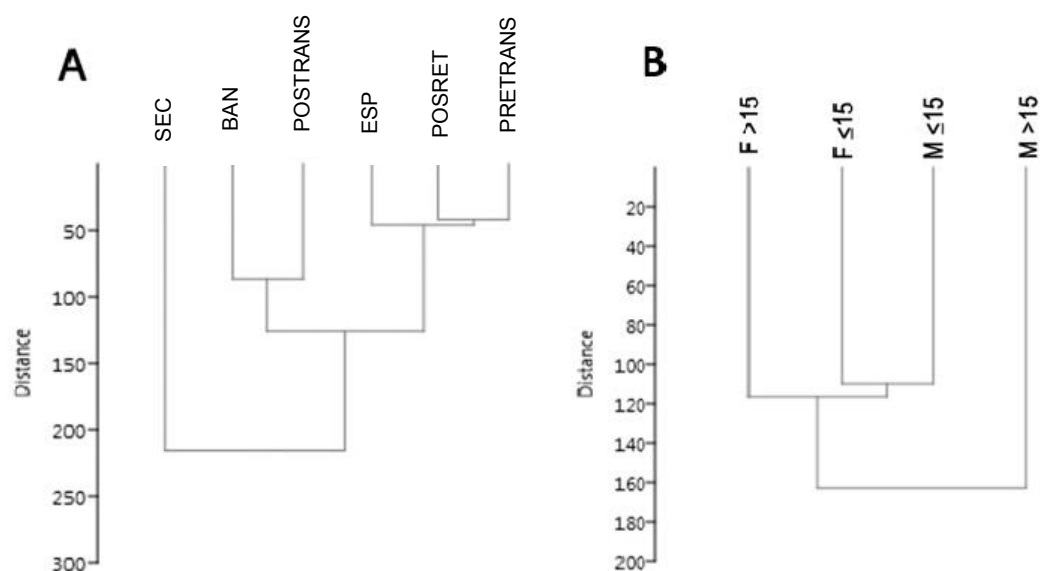 A
SEC
BAN
POSTRANS
ESP
POSRET
PRETRANS
Distance
50
100
150
200
250
300
B
F >15
F ≤15
M ≤15
M >15
Distance
20
40
60
80
100
120
140
160
180
200